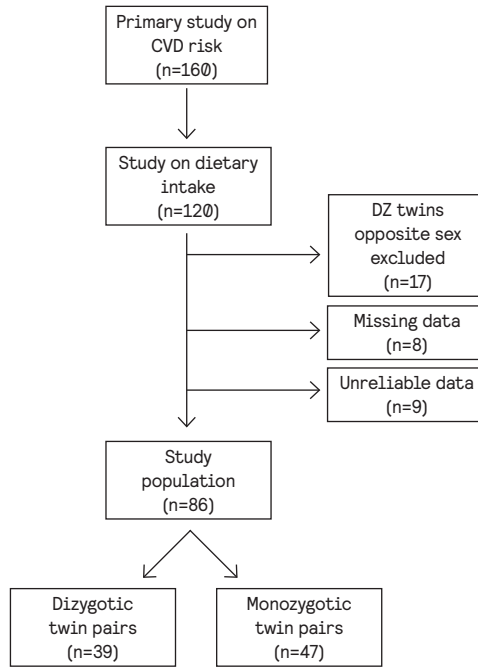 Primary study on
CVD risk
(n=160)
Study on dietary
intake
(n=120)
DZ twins
opposite sex
excluded
(n=17)
Missing data
(n=8)
Unreliable data
(n=9)
Study
population
(n=86)
Dizygotic
twin pairs
(n=39)
Monozygotic
twin pairs
(n=47)